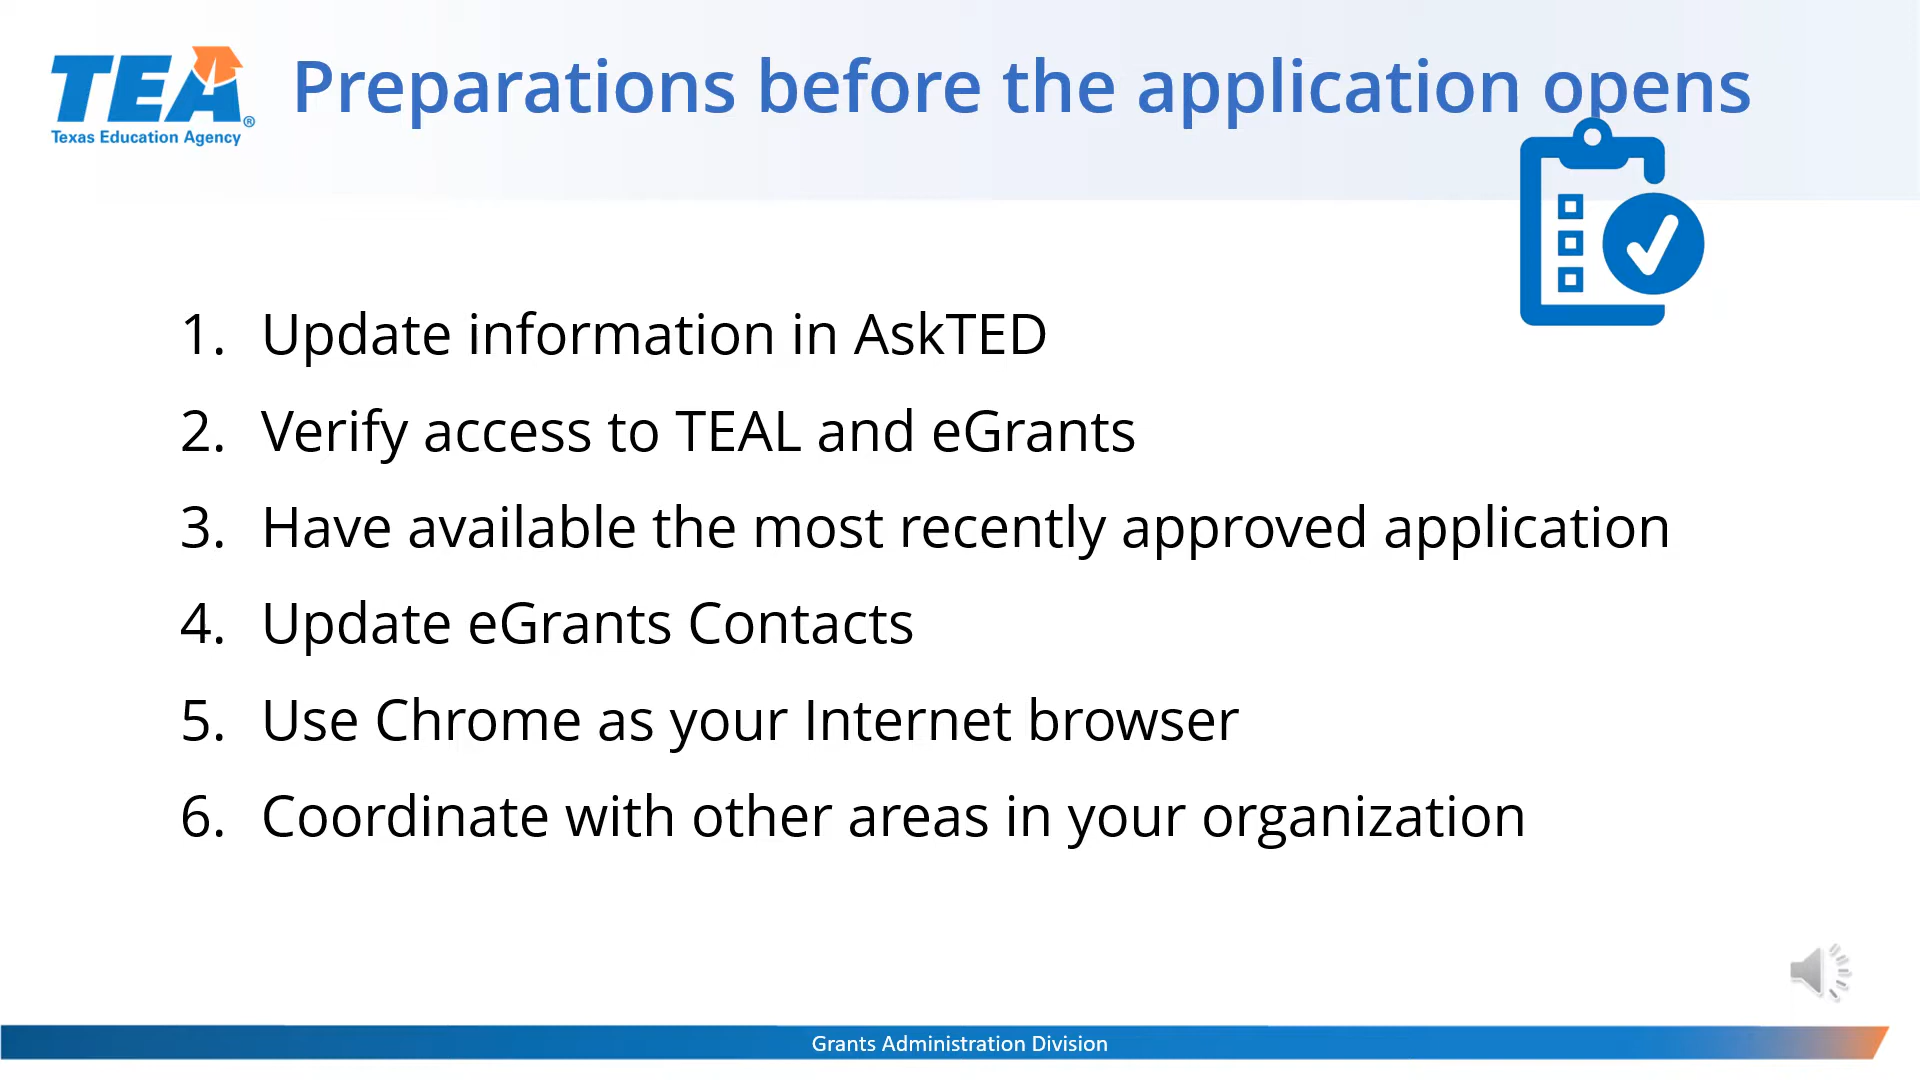 TEA®
Texas Education Agency
Preparations before the application opens
1. Update information in AskTED
2. Verify access to TEAL and eGrants
3. Have available the most recently approved application
4. Update eGrants Contacts
5. Use Chrome as your Internet browser
6. Coordinate with other areas in your organization
Grants Administration Division